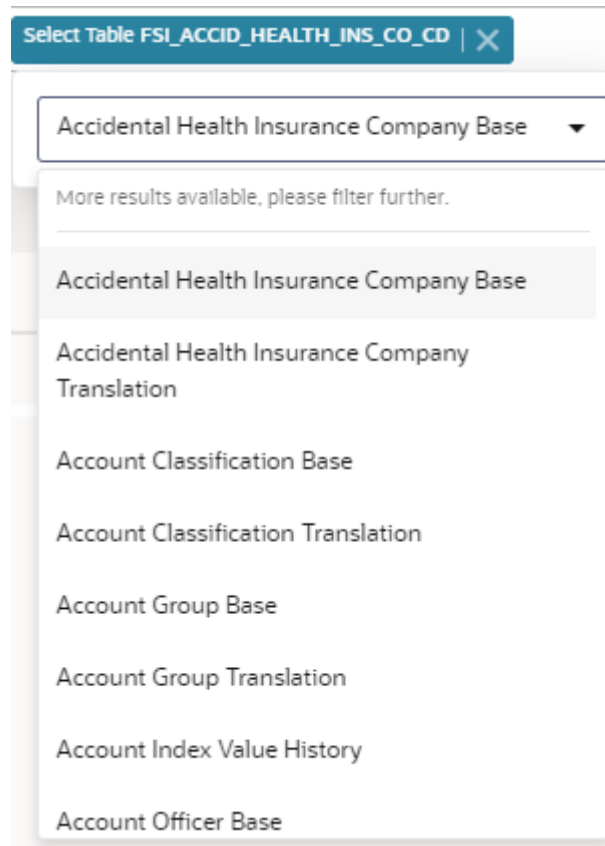 Select Table FSI_ACCID_HEALTH_INS_CO_CD
Accidental Health Insurance Company Base
More results available, please filter further.
Accidental Health Insurance Company Base
Accidental Health Insurance Company
Translation
Account Classification Base
Account Classification Translation
Account Group Base
Account Group Translation
Account Index Value History
Account Officer Base